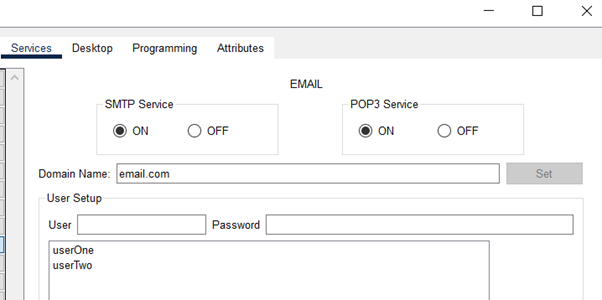 Services Desktop Programming Attributes
EMAIL
SMTP Service POP3 Service
ON OFF ON OFF
Domain Name: email.com Set
User Setup
User Password
userOne
userTwo